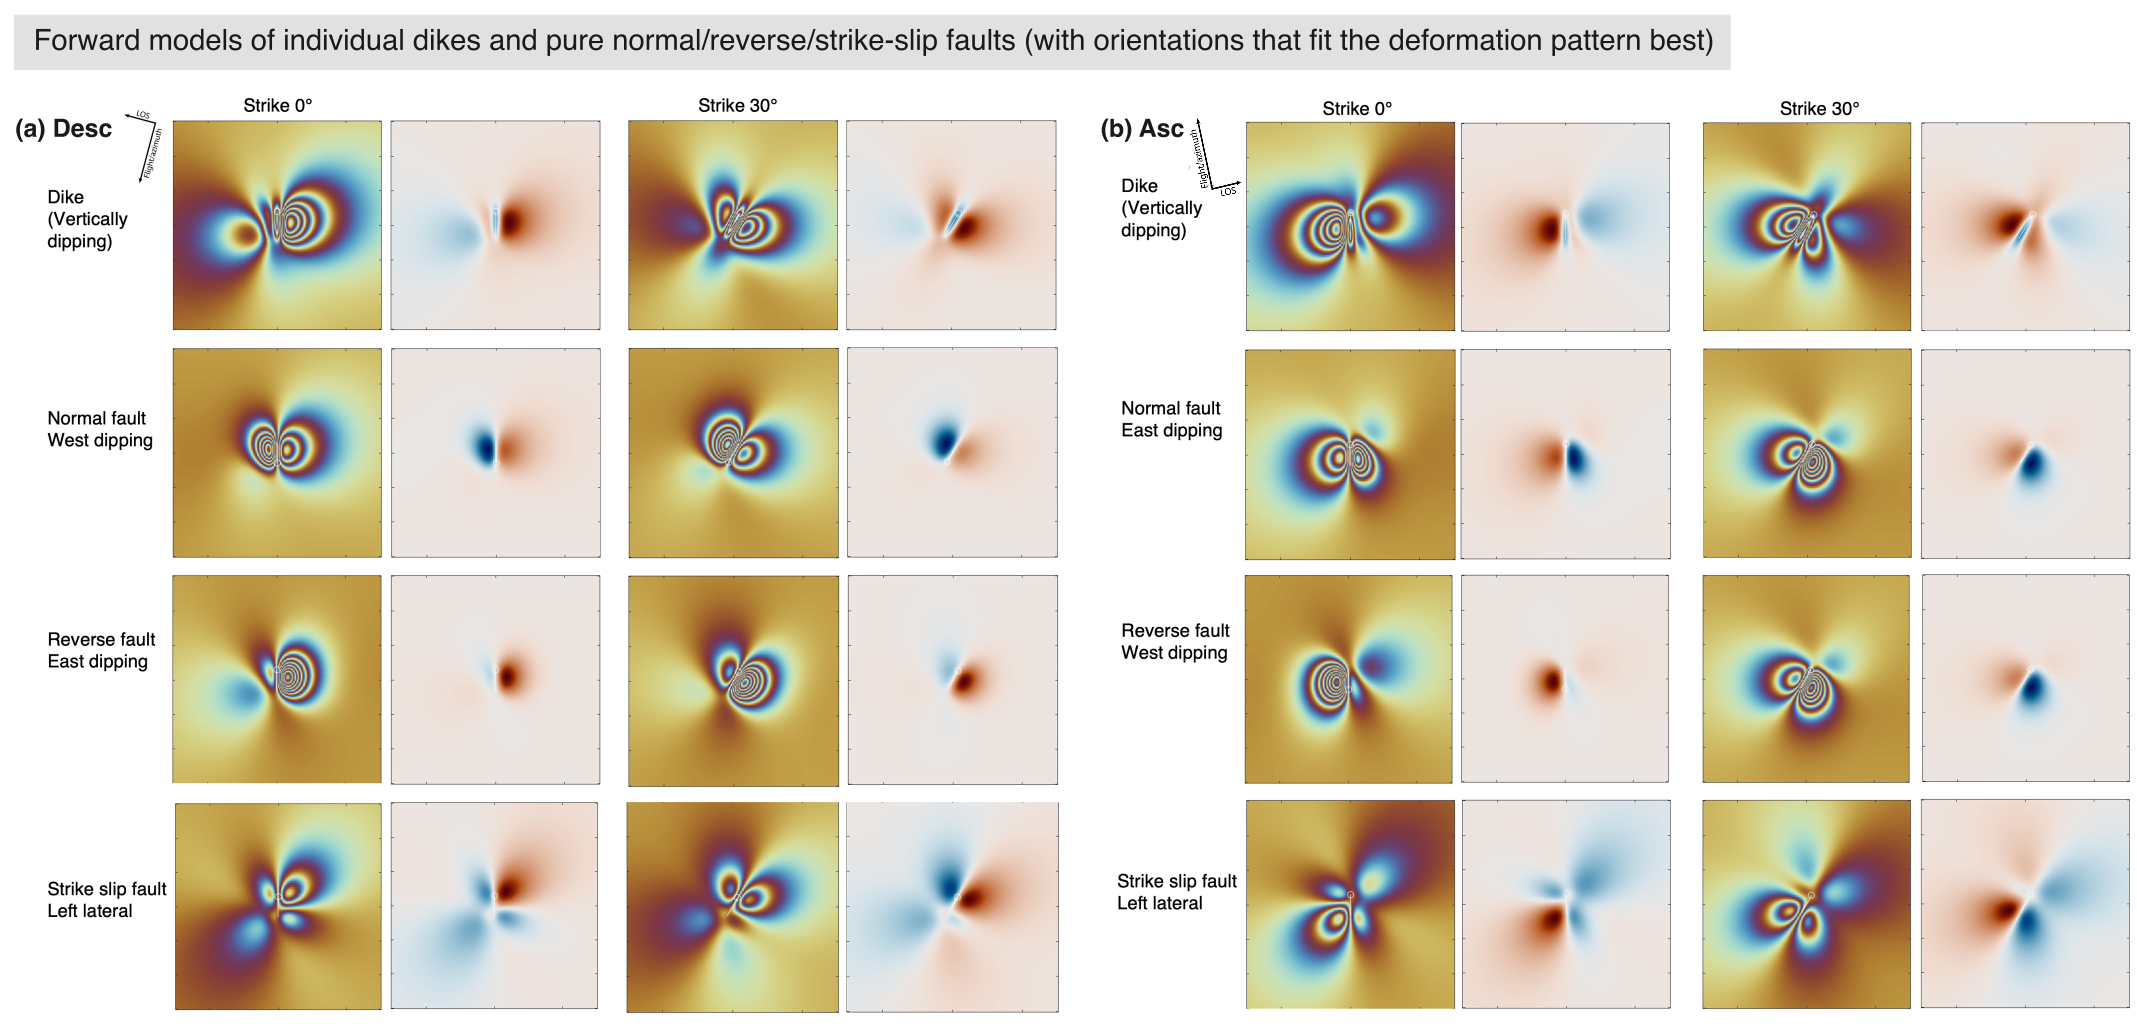 Forward models of individual dikes and pure normal/reverse/strike-slip faults (with orientations that fit the deformation pattern best)
(a) Desc
LOS
Flight/azimuth
Strike 0°
Strike 30°
Dike
(Vertically
dipping)
Normal fault
West dipping
Reverse fault
East dipping
Strike slip fault
Left lateral
(b) Asc
Flight/azimuth
LOS
Strike 0°
Strike 30°
Dike
(Vertically
dipping)
Normal fault
East dipping
Reverse fault
West dipping
Strike slip fault
Left lateral